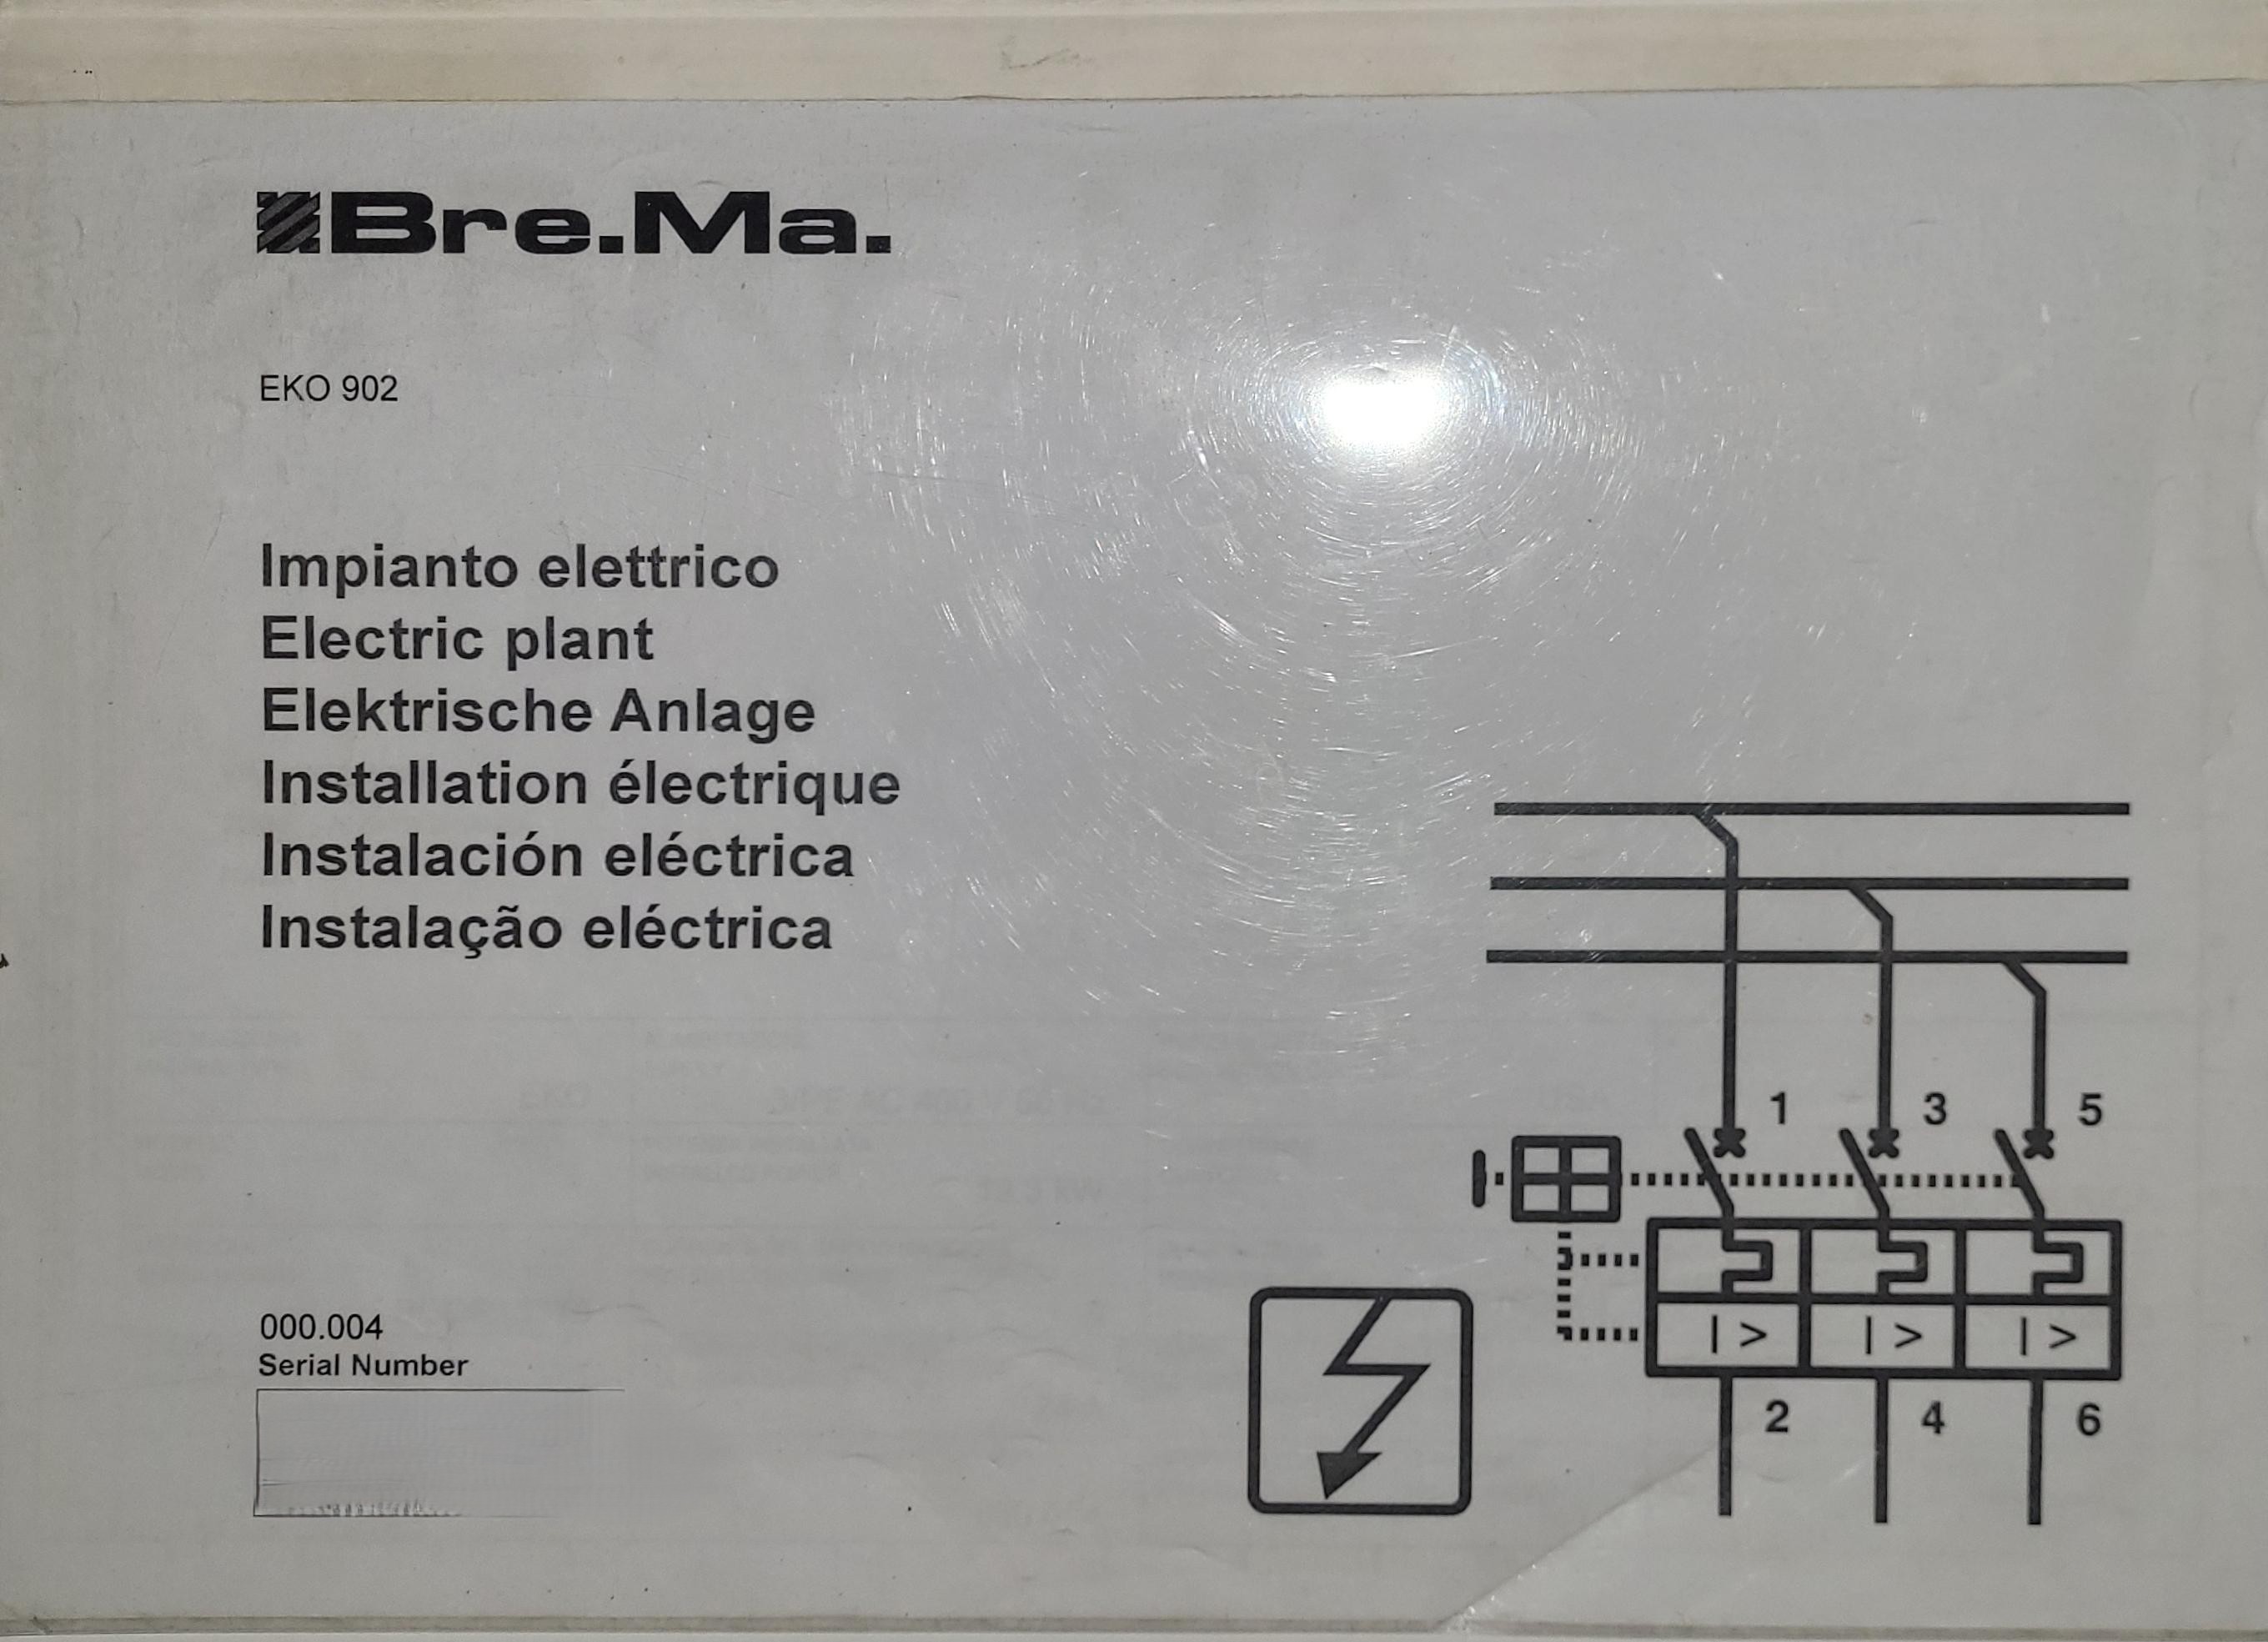 Bre.Ma.
EKO 902
Impianto elettrico
Electric plant
Elektrische Anlage
Installation électrique
Instalación eléctrica
Instalação eléctrica
1 3 5
I > I > I >
2 4 6
000.004
Serial Number